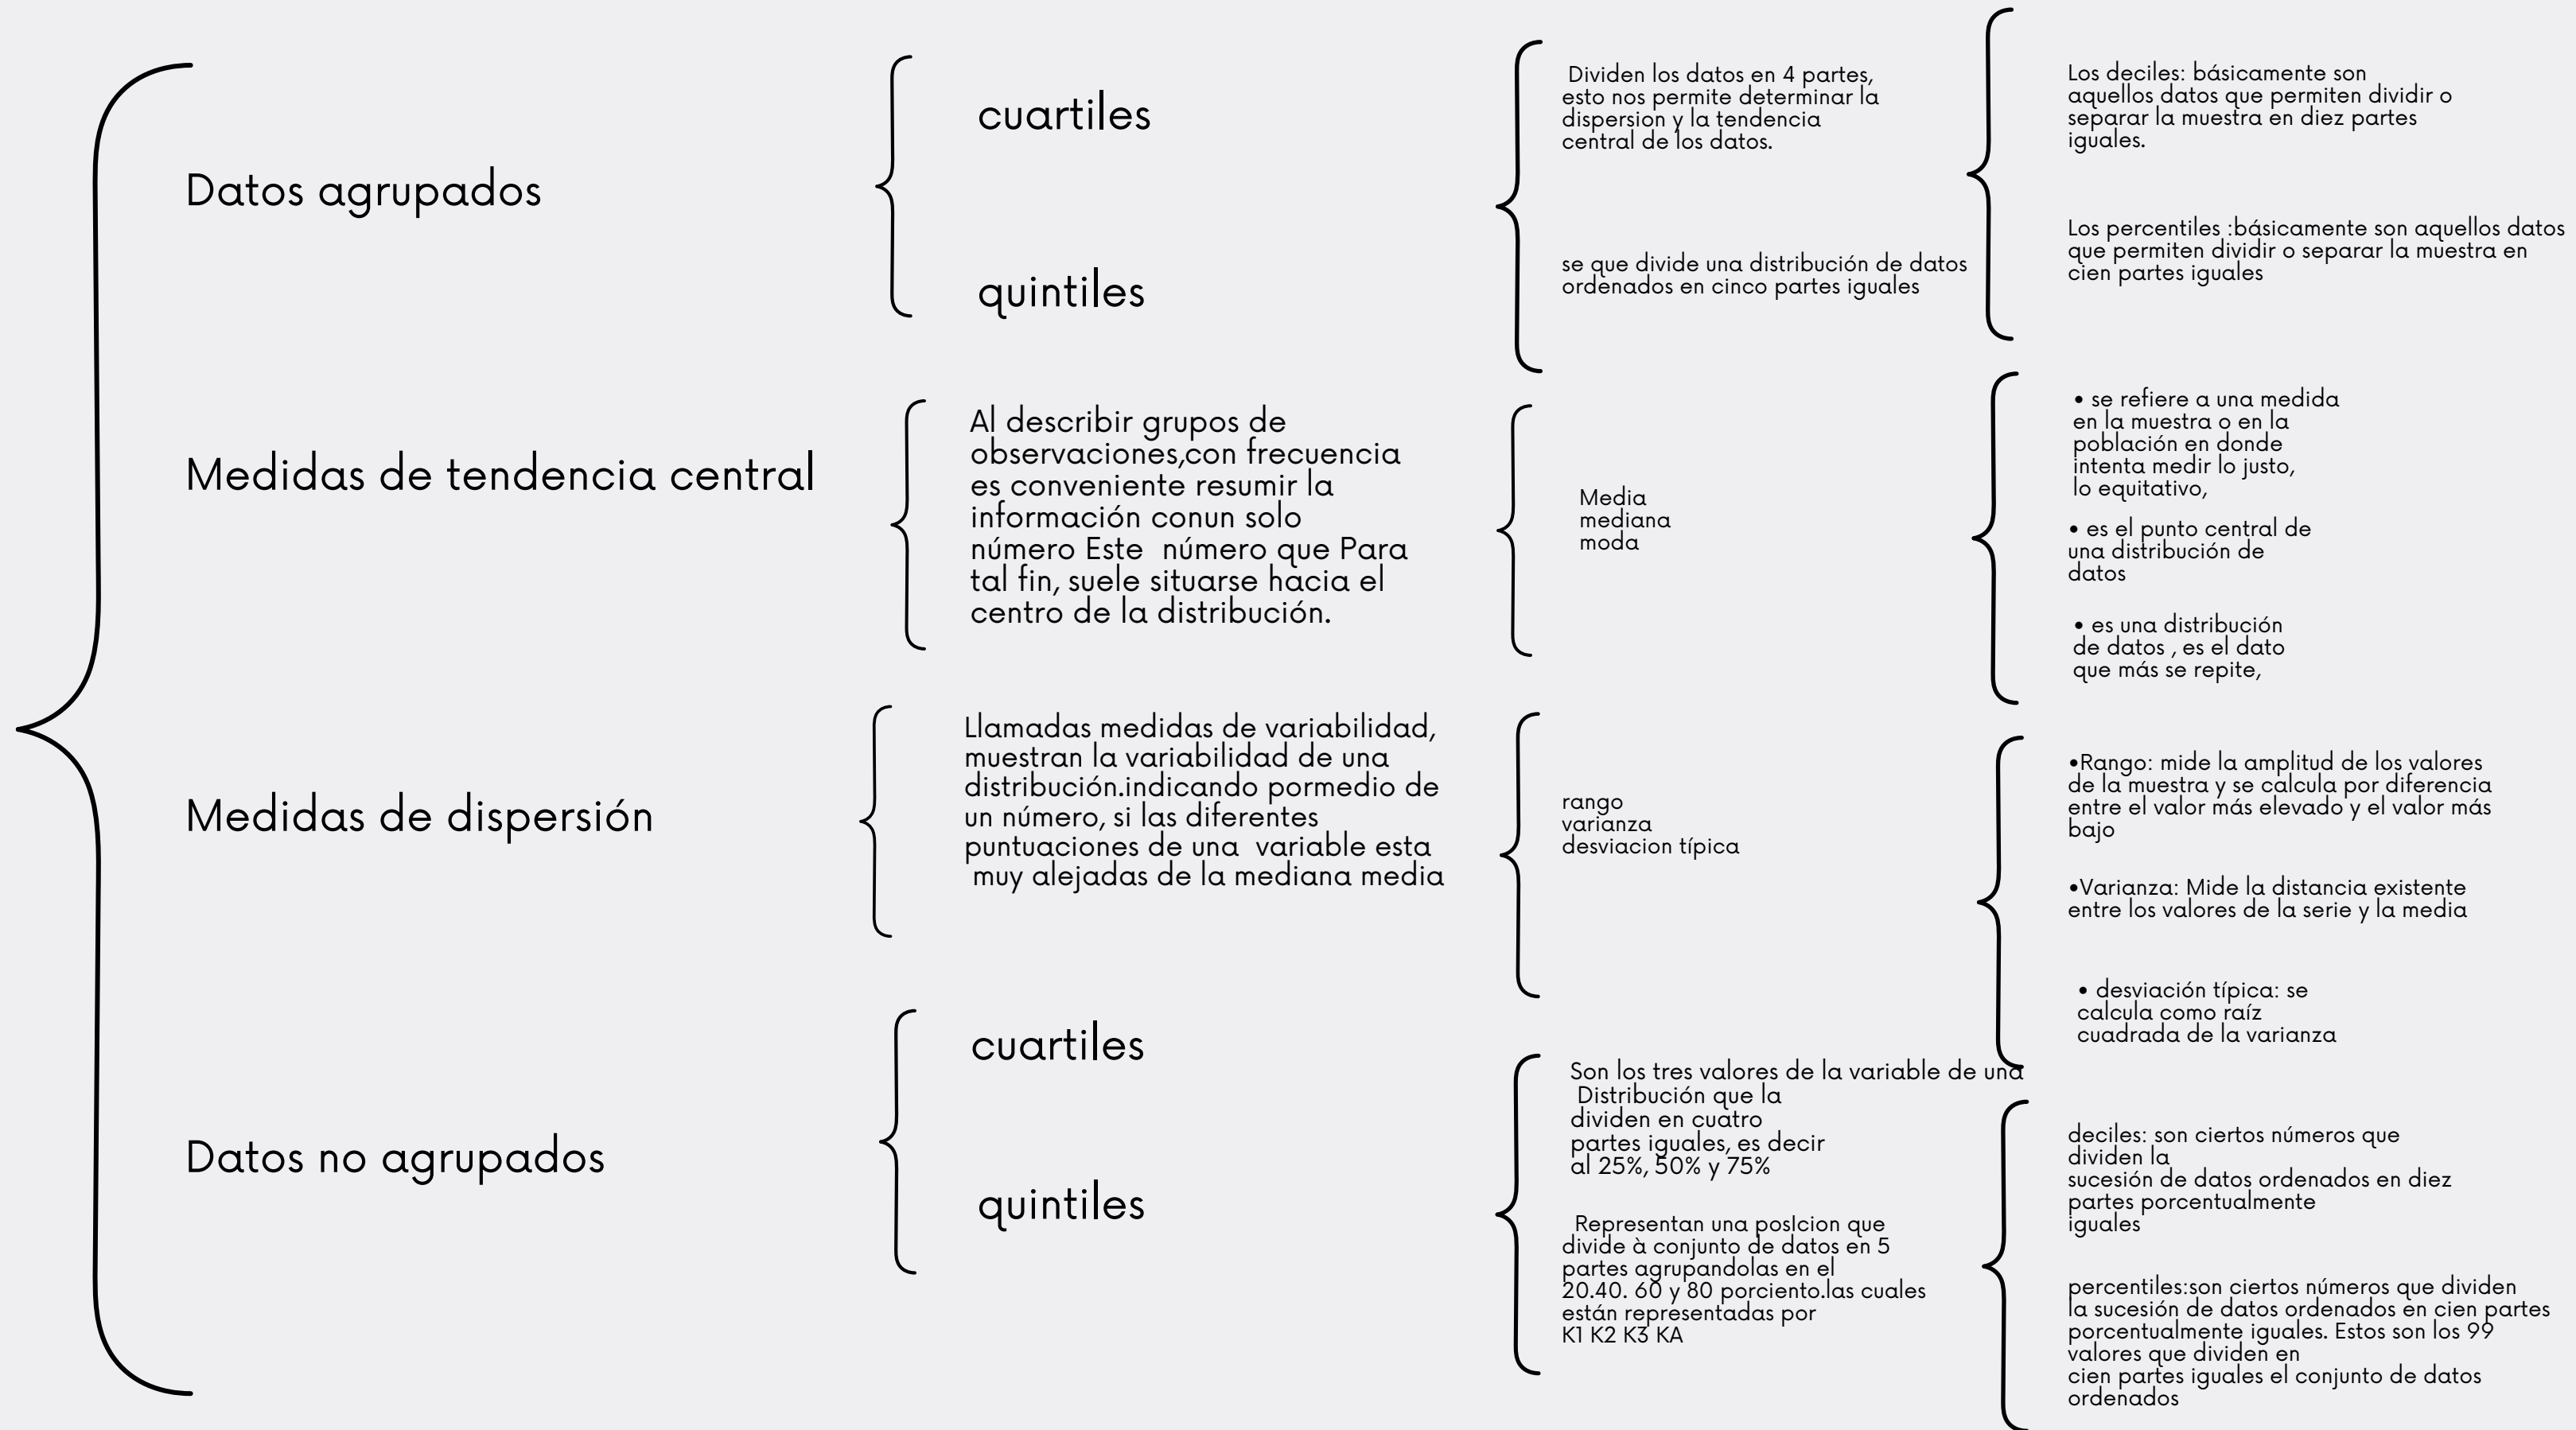 Datos agrupados
cuartiles
quintiles
Dividen los datos en 4 partes,
esto nos permite determinar la
dispersion y la tendencia
central de los datos.
se que divide una distribución de datos
ordenados en cinco partes iguales
Los deciles: básicamente son
aquellos datos que permiten dividir o
separar la muestra en diez partes
iguales.
Los percentiles :básicamente son aquellos datos
que permiten dividir o separar la muestra en
cien partes iguales
Medidas de tendencia central
Al describir grupos de
observaciones,con frecuencia
es conveniente resumir la
información conun solo
número Este  número que Para
tal fin, suele situarse hacia el
centro de la distribución.
Media
mediana
moda
• se refiere a una medida
en la muestra o en la
población en donde
intenta medir lo justo,
lo equitativo,
• es el punto central de
una distribución de
datos
• es una distribución
de datos , es el dato
que más se repite,
Medidas de dispersión
Llamadas medidas de variabilidad,
muestran la variabilidad de una
distribución.indicando pormedio de
un número, si las diferentes
puntuaciones de una  variable esta
muy alejadas de la mediana media
rango
varianza
desviacion típica
•Rango: mide la amplitud de los valores
de la muestra y se calcula por diferencia
entre el valor más elevado y el valor más
bajo
•Varianza: Mide la distancia existente
entre los valores de la serie y la media
• desviación típica: se
calcula como raíz
cuadrada de la varianza
Datos no agrupados
cuartiles
quintiles
Son los tres valores de la variable de una
Distribución que la
dividen en cuatro
partes iguales, es decir
al 25%, 50% y 75%
Representan una poslcion que
divide à conjunto de datos en 5
partes agrupandolas en el
20.40. 60 y 80 porciento.las cuales
están representadas por
K1 K2 K3 KA
deciles: son ciertos números que
dividen la
sucesión de datos ordenados en diez
partes porcentualmente
iguales
percentiles:son ciertos números que dividen
la sucesión de datos ordenados en cien partes
porcentualmente iguales. Estos son los 99
valores que dividen en
cien partes iguales el conjunto de datos
ordenados